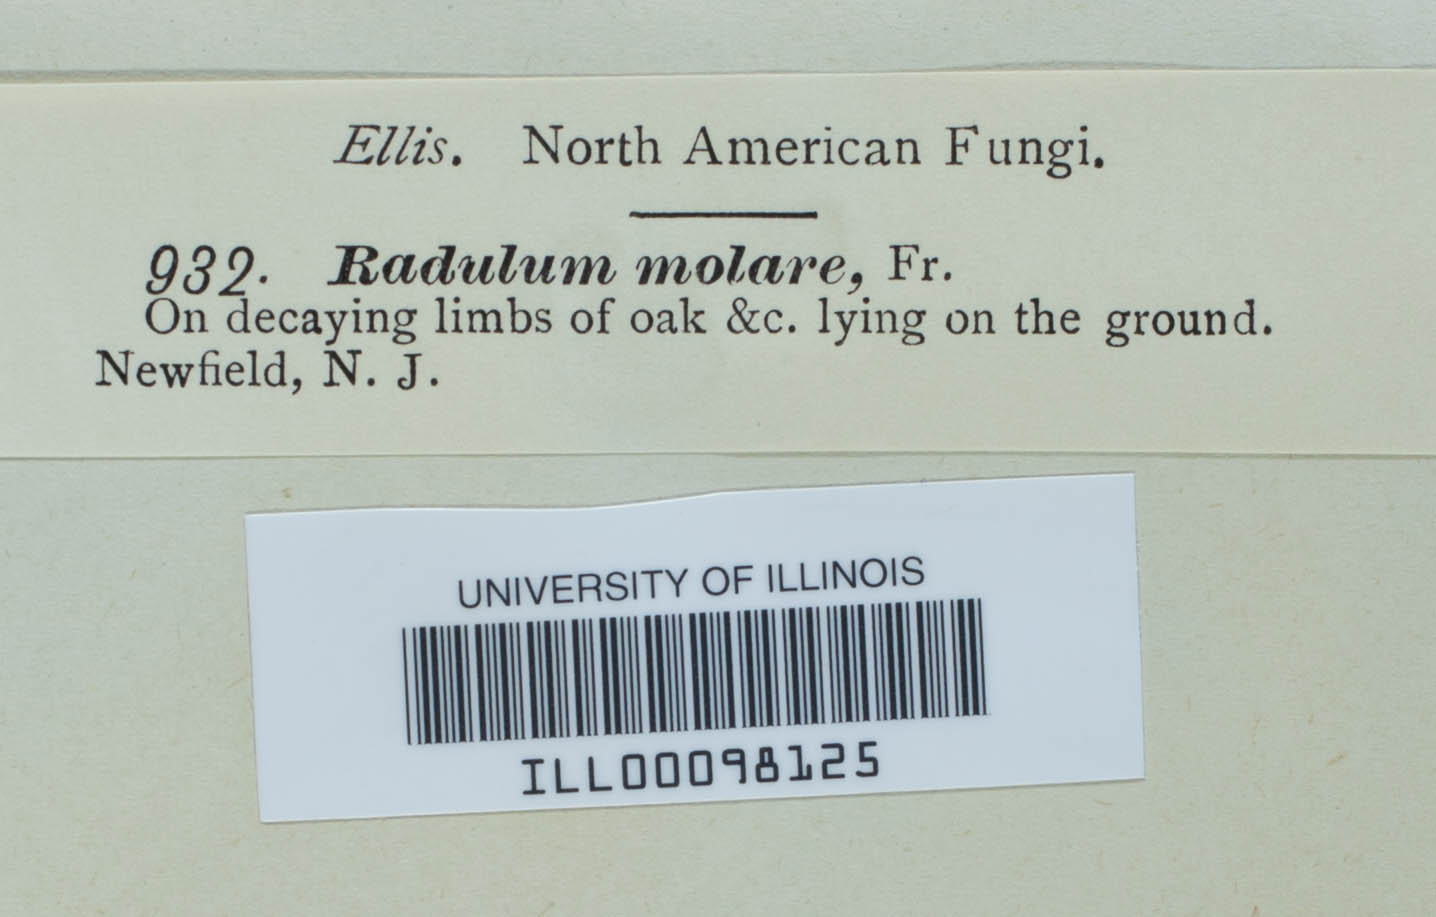 Ellis. North American Fungi.
932. Radulum molare, Fr.
On decaying limbs of oak &c. lying on the ground.
Newfield, N. J.
UNIVERSITY OF ILLINOIS
ILL00098125